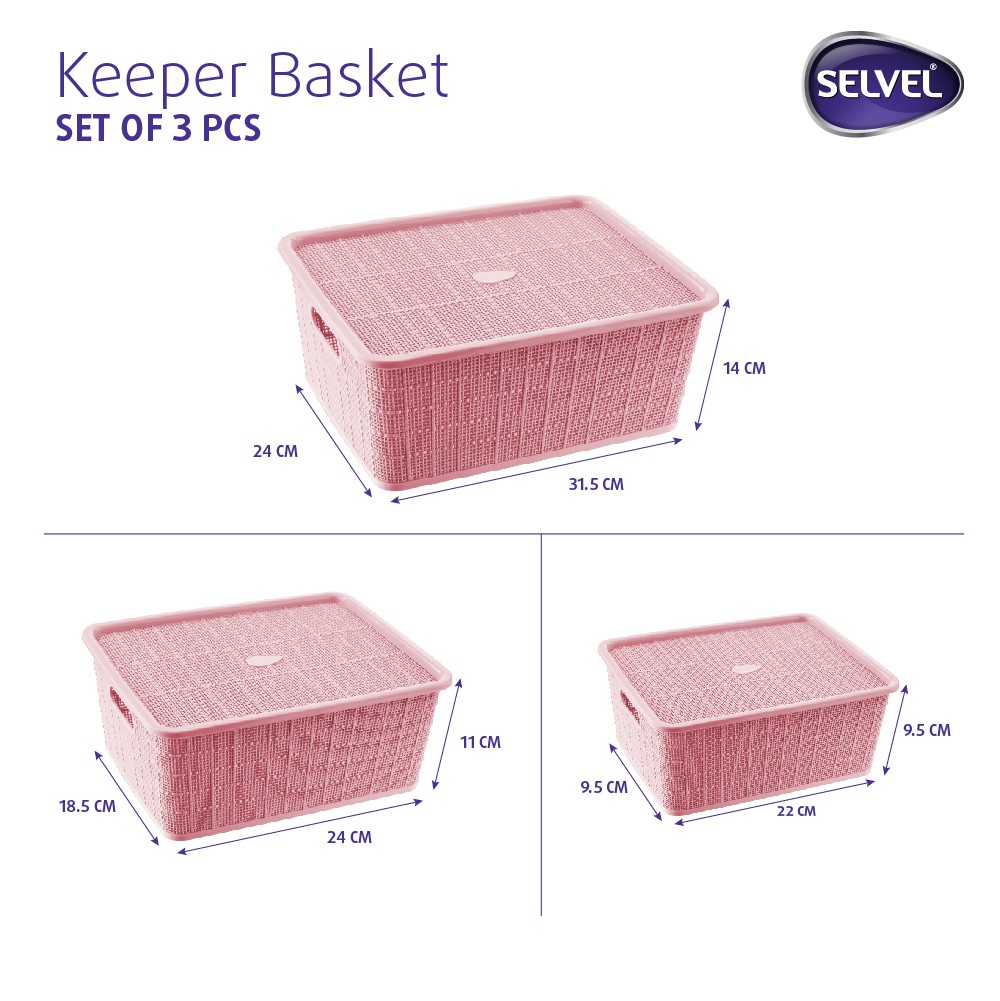 Keeper Basket
SET OF 3 PCS
SELVEL®
14 CM
24 CM
31.5 CM
11 CM
18.5 CM
24 CM
9.5 CM
9.5 CM
22 CM